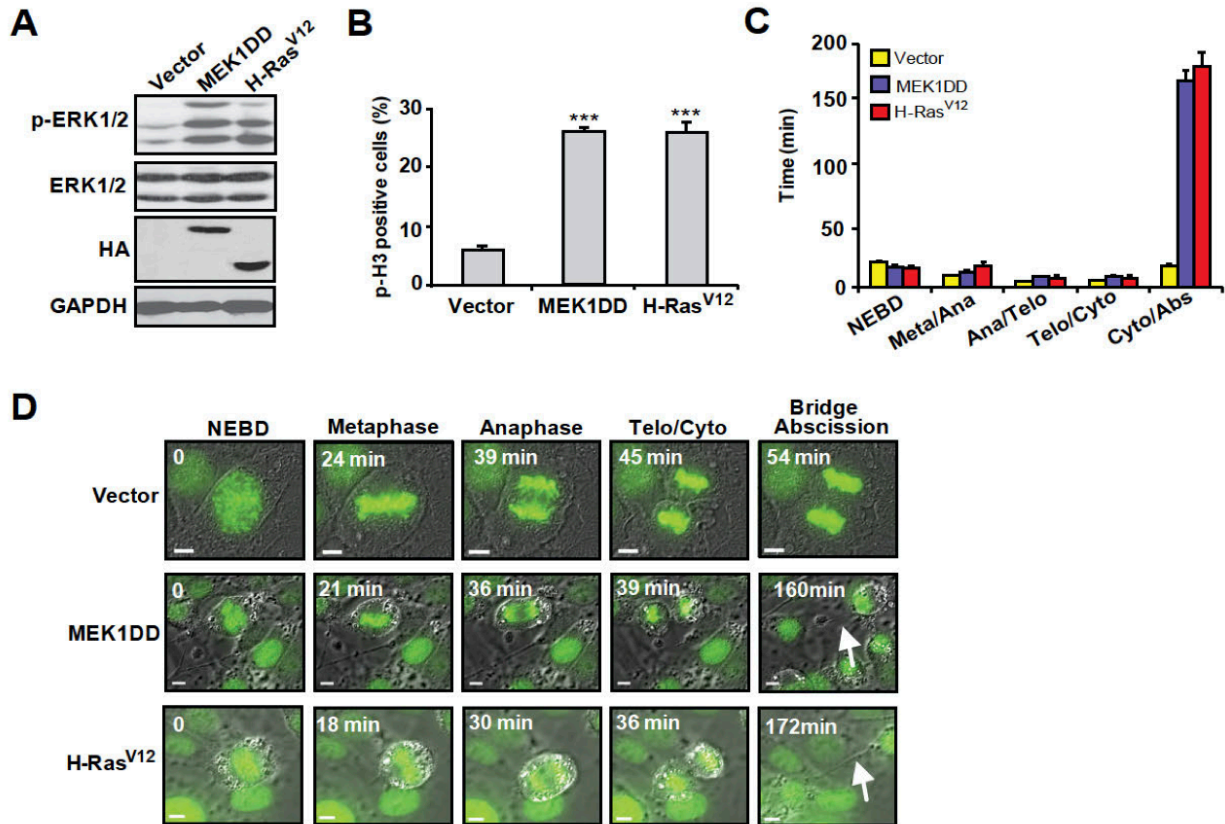 A
Vector
MEK1DD
H-RasV12
p-ERK1/2
ERK1/2
HA
GAPDH
B
p-H3 positive cells (%)
30
20
10
0
***
***
Vector
MEK1DD
H-RasV12
C
Time (min)
200
150
200
50
0
Vector
MEK1DD
H-RasV12
NEBD
Meta/Ana
Ana/Telo
Telo/Cyto
Cyto/Abs
D
NEBD
Metaphase
Anaphase
Telo/Cyto
Bridge
Abscission
Vector
0
24 min
39 min
45 min
54 min
MEK1DD
0
21 min
36 min
39 min
160min
H-RasV12
0
18 min
30 min
36 min
172min